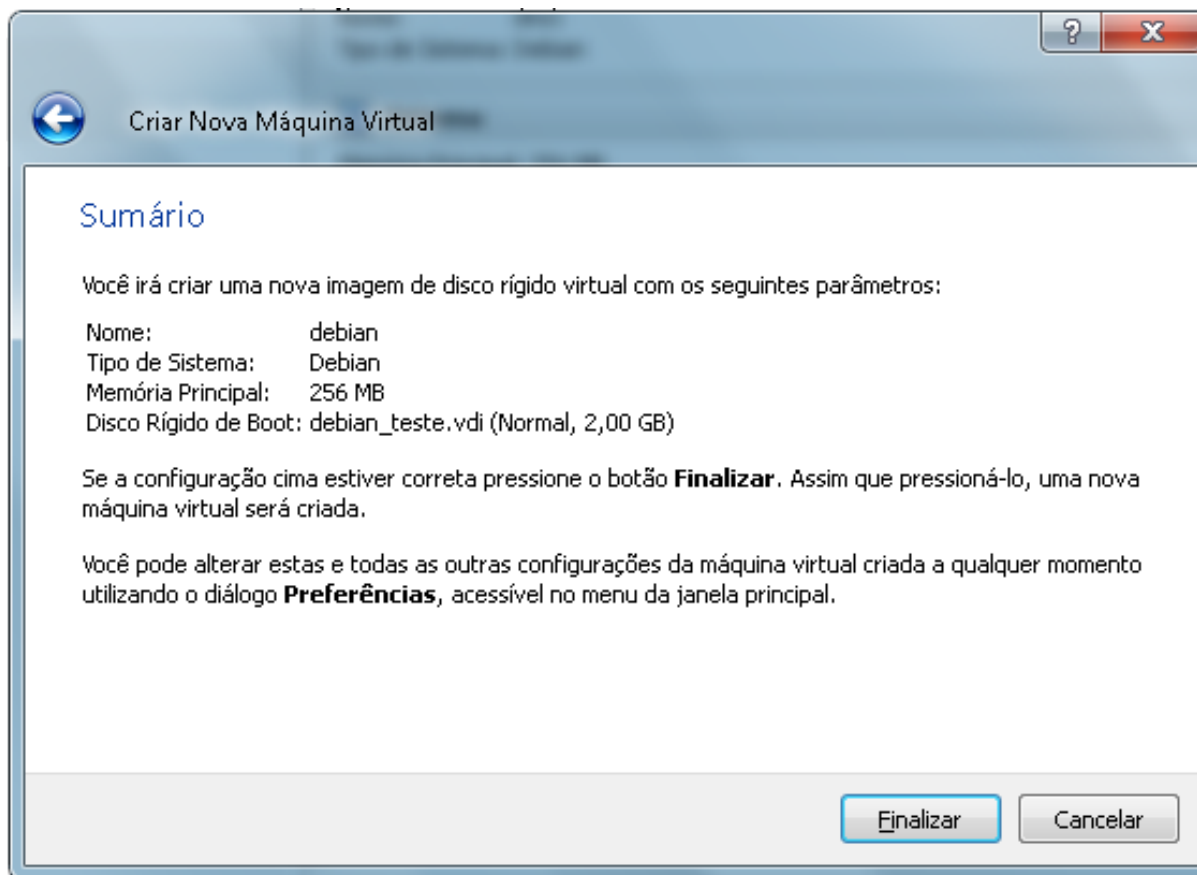 Criar Nova Máquina Virtual
Sumário
Você irá criar uma nova imagem de disco rígido virtual com os seguintes parâmetros:
Nome: debian
Tipo de Sistema: Debian
Memória Principal: 256 MB
Disco Rígido de Boot: debian_teste.vdi (Normal, 2,00 GB)
Se a configuração cima estiver correta pressione o botão Finalizar. Assim que pressioná-lo, uma nova
máquina virtual será criada.
Você pode alterar estas e todas as outras configurações da máquina virtual criada a qualquer momento
utilizando o diálogo Preferências, acessível no menu da janela principal.
Finalizar Cancelar